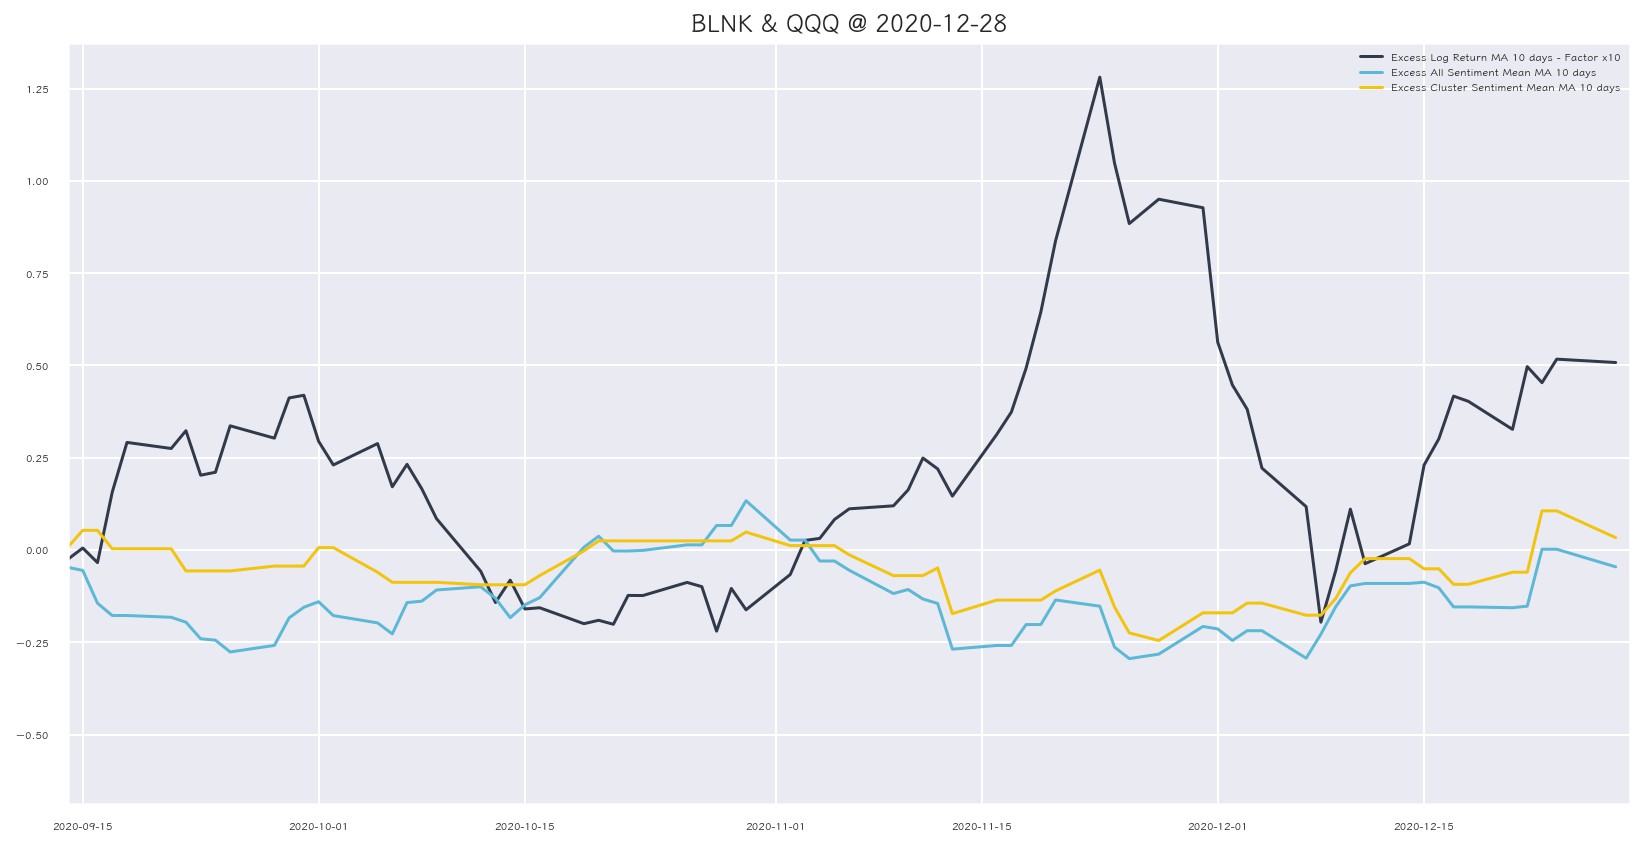 BLNK & QQQ @ 2020-12-28
Excess Log Return MA 10 days - Factor x10
Excess All Sentiment Mean MA 10 days
Excess Cluster Sentiment Mean MA 10 days
1.25
1.00
0.75
0.50
0.25
0.00
−0.25
−0.50
2020-09-15 2020-10-01 2020-10-15 2020-11-01 2020-11-15 2020-12-01 2020-12-15